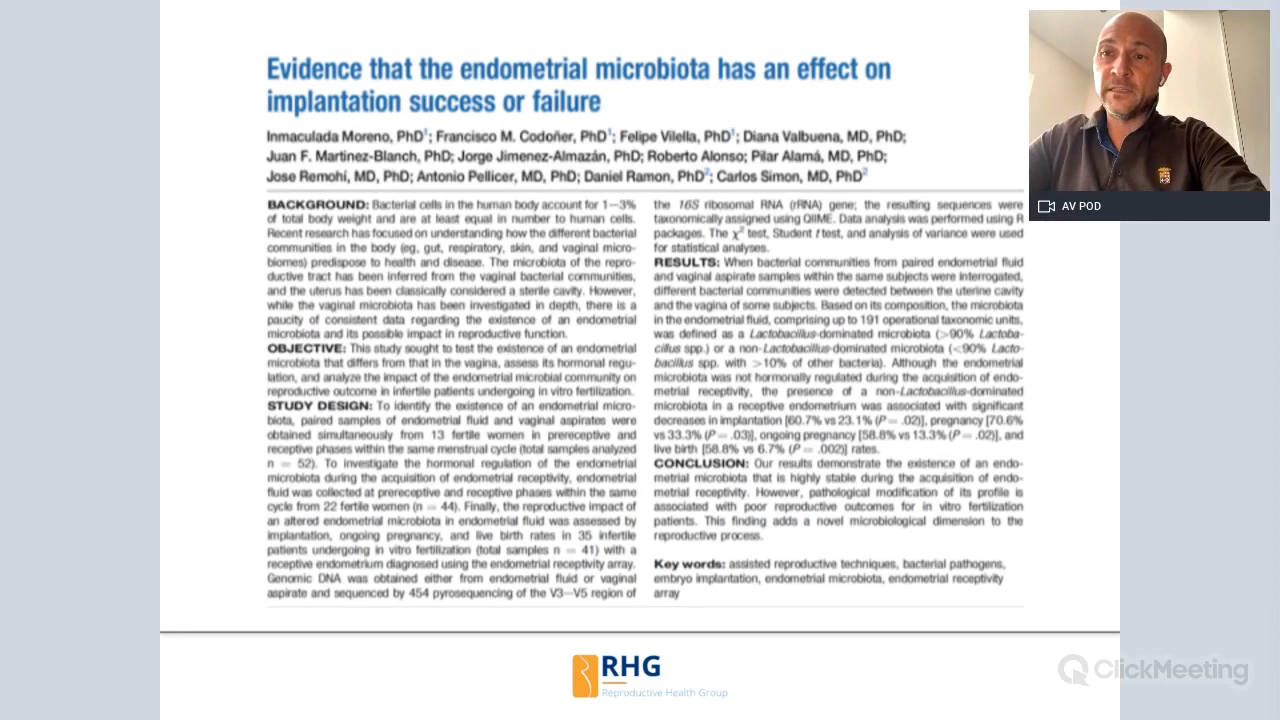 Evidence that the endometrial microbiota has an effect on
implantation success or failure
Inmaculada Moreno, PhD¹; Francisco M. Codoñer, PhD¹; Felipe Vilella, PhD¹; Diana Valbuena, MD, PhD;
Juan F. Martinez-Blanch, PhD; Jorge Jimenez-Almazán, PhD; Roberto Alonso; Pilar Alamá, MD, PhD;
Jose Remohí, MD, PhD; Antonio Pellicer, MD, PhD; Daniel Ramon, PhD²; Carlos Simon, MD, PhD²
BACKGROUND: Bacterial cells in the human body account for 1–3%
of total body weight and are at least equal in number to human cells.
Recent research has focused on understanding how the different bacterial
communities in the body (eg, gut, respiratory, skin, and vaginal micro-
biomes) predispose to health and disease. The microbiota of the repro-
ductive tract has been inferred from the vaginal bacterial communities,
and the uterus has been classically considered a sterile cavity. However,
while the vaginal microbiota has been investigated in depth, there is a
paucity of consistent data regarding the existence of an endometrial
microbiota and its possible impact in reproductive function.
OBJECTIVE: This study sought to test the existence of an endometrial
microbiota that differs from that in the vagina, assess its hormonal regu-
lation, and analyze the impact of the endometrial microbial community on
reproductive outcome in infertile patients undergoing in vitro fertilization.
STUDY DESIGN: To identify the existence of an endometrial micro-
biota, paired samples of endometrial fluid and vaginal aspirates were
obtained simultaneously from 13 fertile women in prereceptive and
receptive phases within the same menstrual cycle (total samples analyzed
n = 52). To investigate the hormonal regulation of the endometrial
microbiota during the acquisition of endometrial receptivity, endometrial
fluid was collected at prereceptive and receptive phases within the same
cycle from 22 fertile women (n = 44). Finally, the reproductive impact of
an altered endometrial microbiota in endometrial fluid was assessed by
implantation, ongoing pregnancy, and live birth rates in 35 infertile
patients undergoing in vitro fertilization (total samples n = 41) with a
receptive endometrium diagnosed using the endometrial receptivity array.
Genomic DNA was obtained either from endometrial fluid or vaginal
aspirate and sequenced by 454 pyrosequencing of the V3–V5 region of
the 16S ribosomal RNA (rRNA) gene; the resulting sequences were
taxonomically assigned using QIIME. Data analysis was performed using R
packages. The χ² test, Student t test, and analysis of variance were used
for statistical analyses.
RESULTS: When bacterial communities from paired endometrial fluid
and vaginal aspirate samples within the same subjects were interrogated,
different bacterial communities were detected between the uterine cavity
and the vagina of some subjects. Based on its composition, the microbiota
in the endometrial fluid, comprising up to 191 operational taxonomic units,
was defined as a Lactobacillus-dominated microbiota (>90% Lactoba-
cillus spp.) or a non-Lactobacillus-dominated microbiota (<90% Lacto-
bacillus spp. with >10% of other bacteria). Although the endometrial
microbiota was not hormonally regulated during the acquisition of endo-
metrial receptivity, the presence of a non-Lactobacillus-dominated
microbiota in a receptive endometrium was associated with significant
decreases in implantation [60.7% vs 23.1% (P = .02)], pregnancy [70.6%
vs 33.3% (P = .03)], ongoing pregnancy [58.8% vs 13.3% (P = .02)], and
live birth [58.8% vs 6.7% (P = .002)] rates.
CONCLUSION: Our results demonstrate the existence of an endo-
metrial microbiota that is highly stable during the acquisition of endo-
metrial receptivity. However, pathological modification of its profile is
associated with poor reproductive outcomes for in vitro fertilization
patients. This finding adds a novel microbiological dimension to the
reproductive process.
Key words: assisted reproductive techniques, bacterial pathogens,
embryo implantation, endometrial microbiota, endometrial receptivity
array
AV POD
RHG
Reproductive Health Group
ClickMeeting